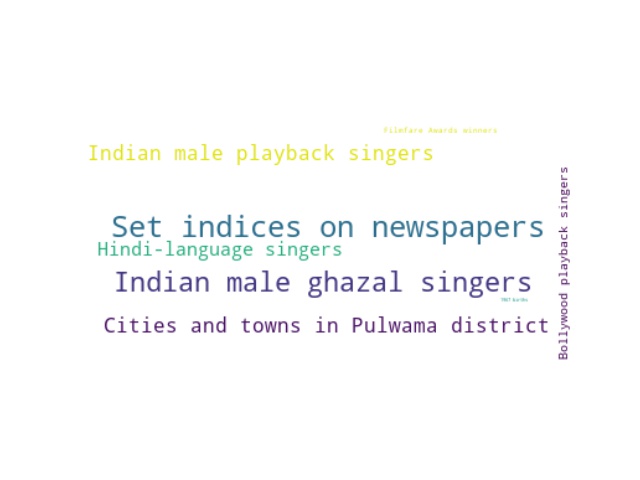 Filmfare Awards winners
Indian male playback singers
Bollywood playback singers
Set indices on newspapers
Hindi-language singers
Indian male ghazal singers
Cities and towns in Pulwama district